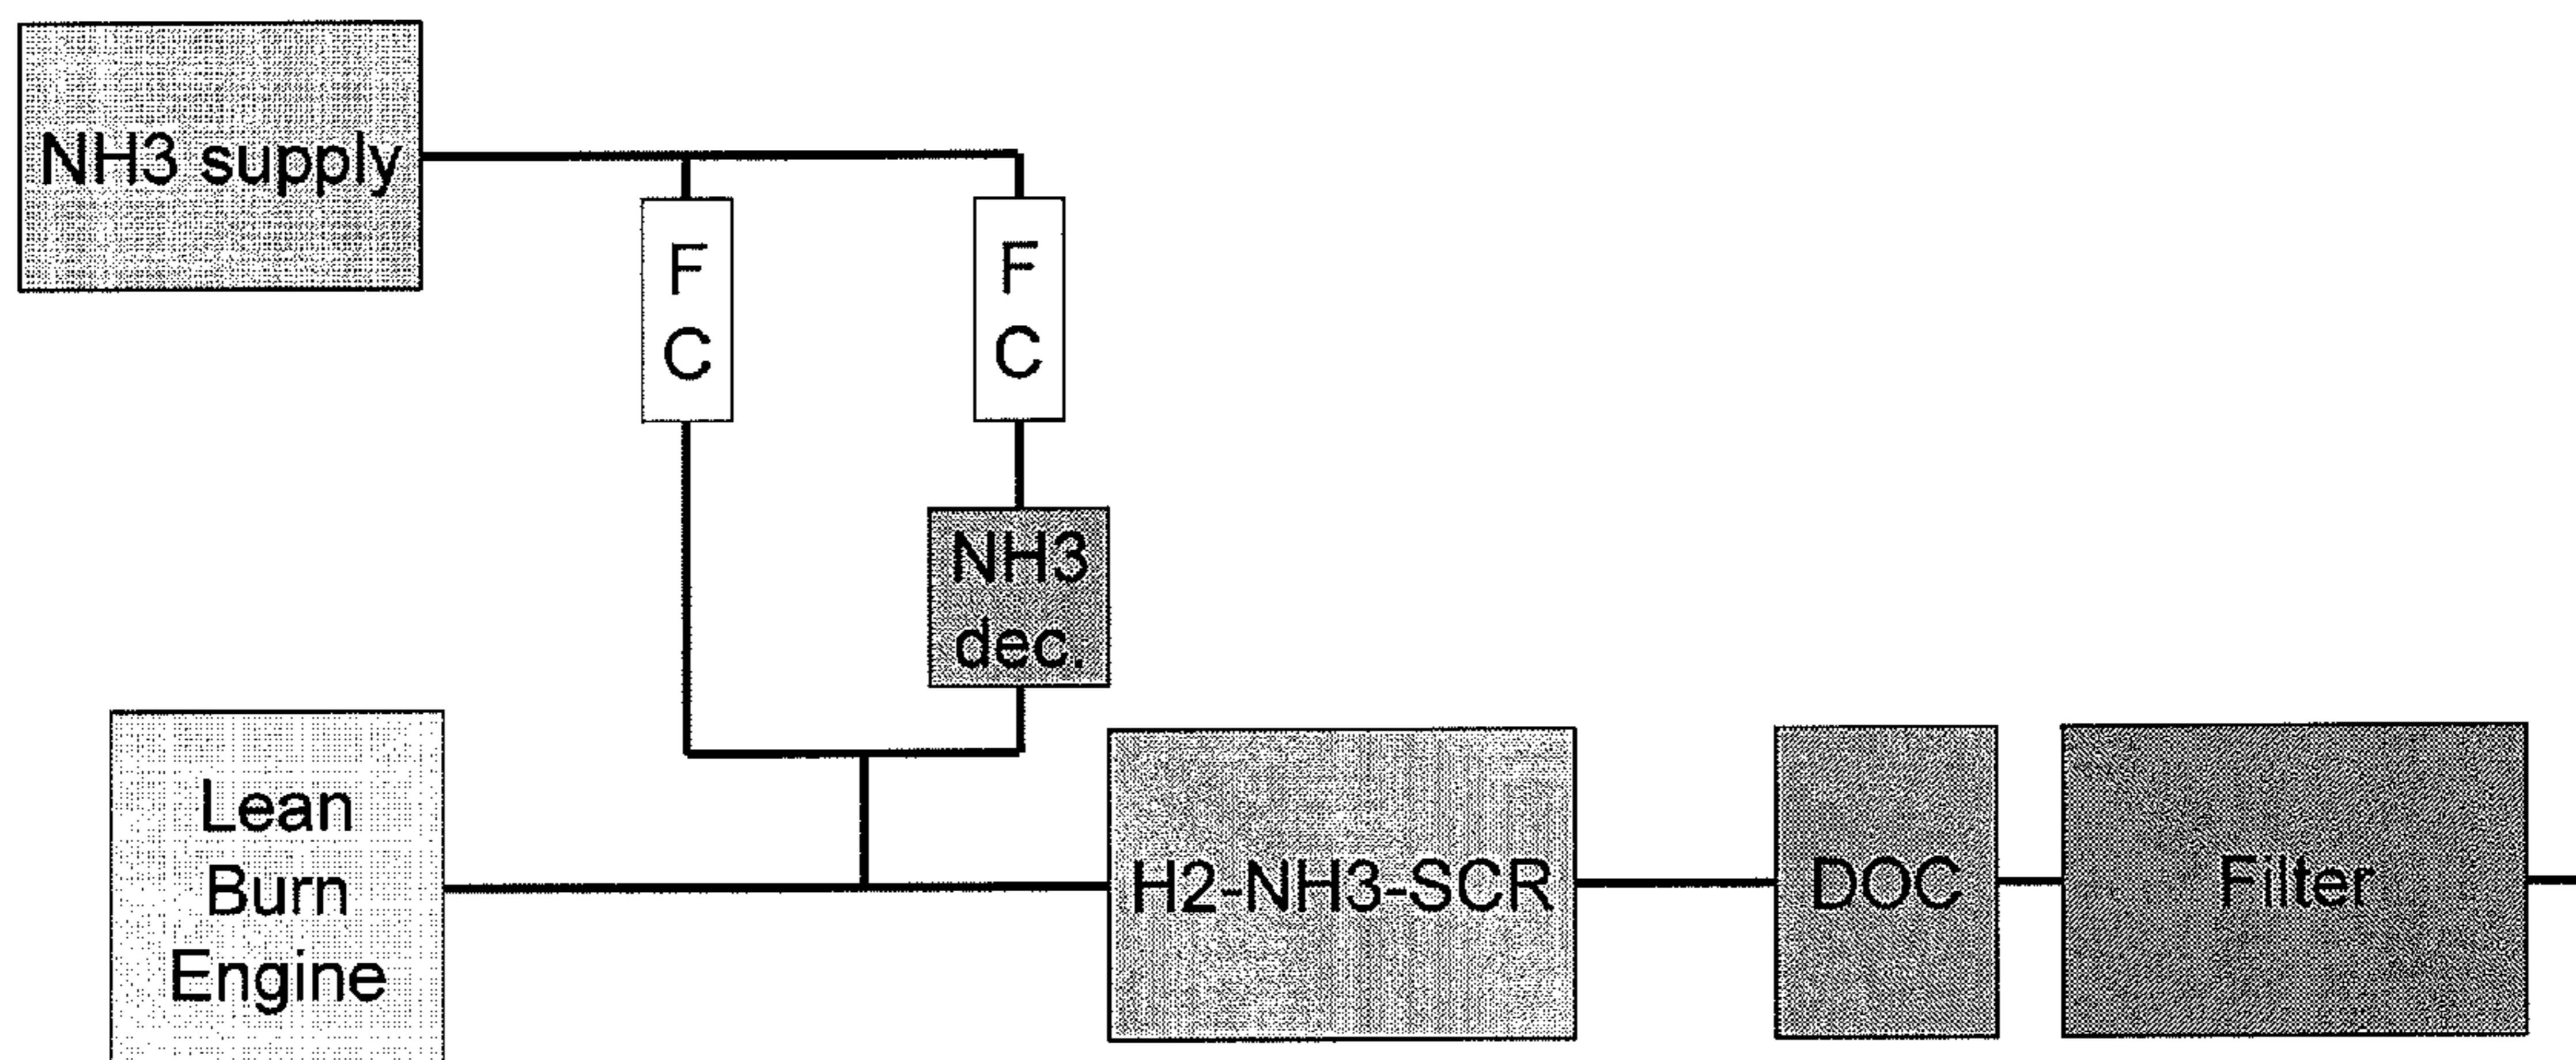 NH3 supply
F
C
F
C
NH3
dec.
Lean
Burn
Engine
H2-NH3-SCR
DOC
Filter